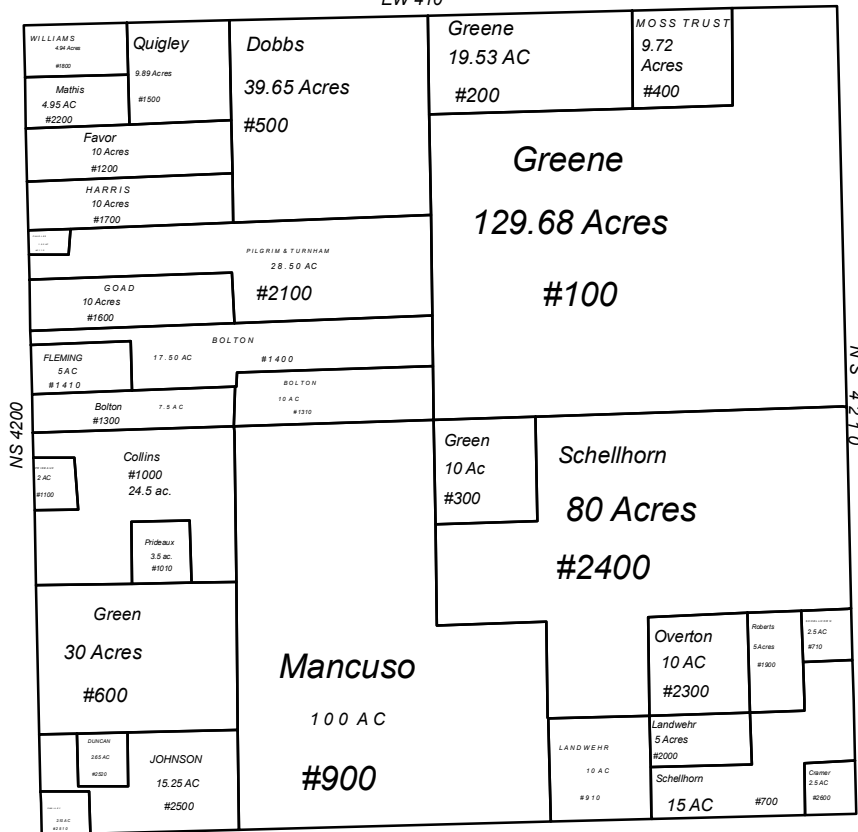 EW 410
WILLIAMS
4.94 Acres
#1800
Quigley
9.89 Acres
#1500
Dobbs
39.65 Acres
#500
Greene
19.53 AC
#200
MOSS TRUST
9.72
Acres
#400
Mathis
4.95 AC
#2200
Favor
10 Acres
#1200
HARRIS
10 Acres
#1700
Greene
129.68 Acres
#100
PILGRIM & TURNHAM
28.50 AC
#2100
GOAD
10 Acres
#1600
BOLTON
17.50 AC
#1400
FLEMING
5 AC
#1410
BOLTON
10 AC
#1310
Bolton
7.5 AC
#1300
NS 4200
NS 4210
Collins
#1000
24.5 ac.
2 AC
#1100
Prideaux
3.5 ac.
#1010
Green
10 Ac
#300
Schellhorn
80 Acres
#2400
Green
30 Acres
#600
Mancuso
100 AC
#900
Overton
10 AC
#2300
Roberts
5 Acres
#1900
2.5 AC
#710
DUNCAN
2.65 AC
#2520
JOHNSON
15.25 AC
#2500
LANDWEHR
10 AC
#910
Landwehr
5 Acres
#2000
Schellhorn
15 AC
#700
Cramer
2.5 AC
#2600